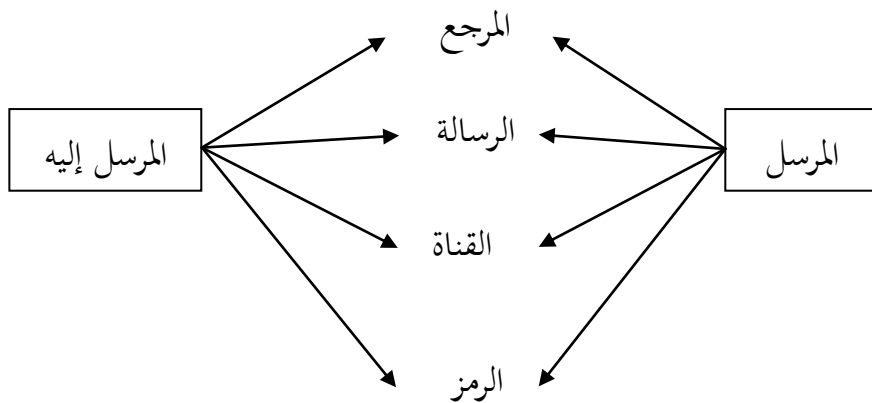 المرجع
الرسالة
المرسل
المرسل إليه
القناة
الرمز